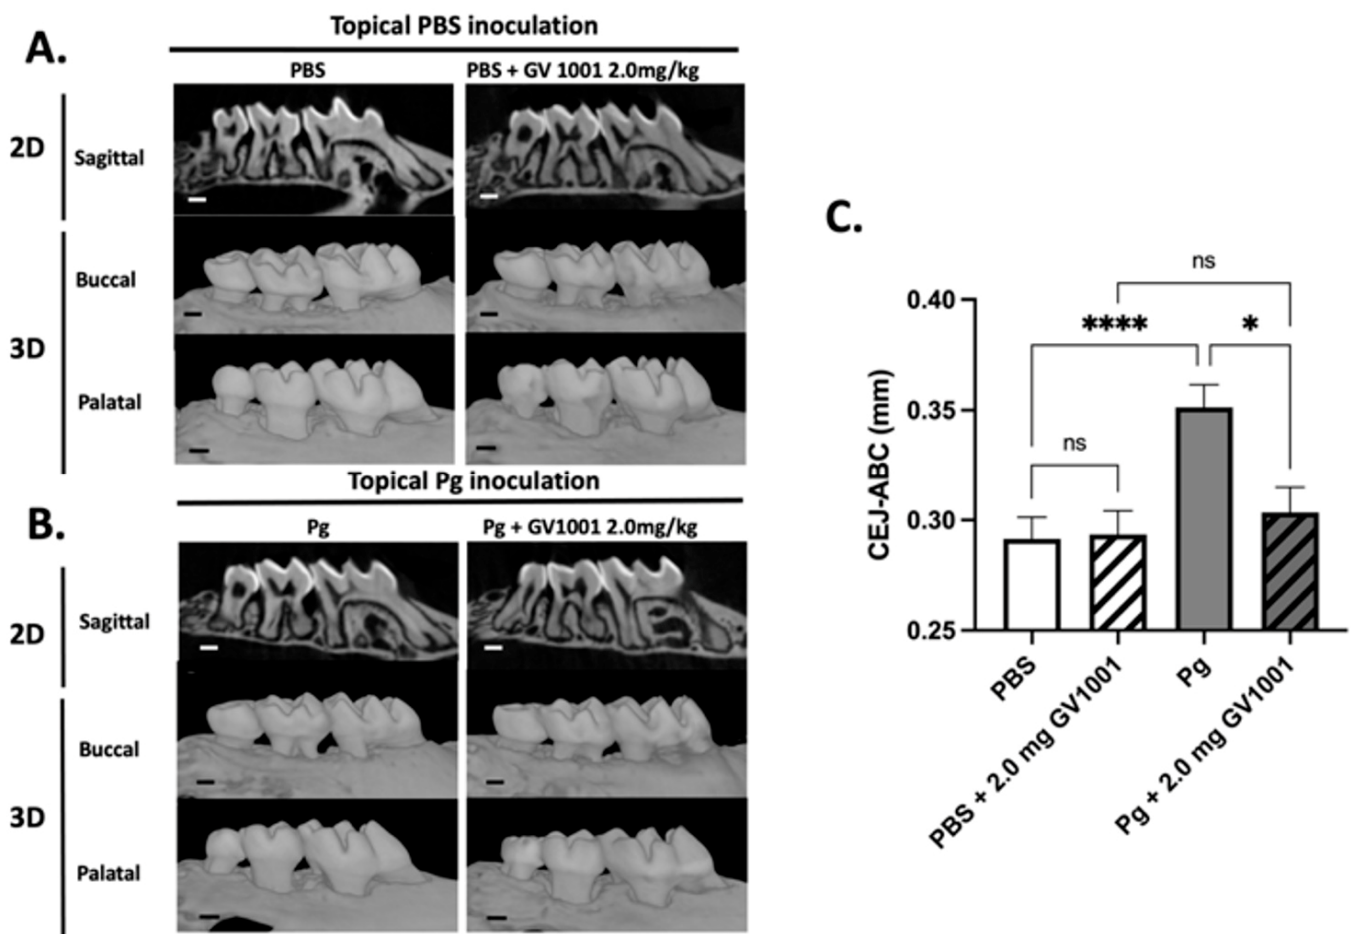 A.
Topical PBS inoculation
PBS
PBS + GV 1001 2.0mg/kg
2D
Sagittal
3D
Buccal
Palatal
B.
Topical Pg inoculation
Pg
Pg + GV1001 2.0mg/kg
2D
Sagittal
3D
Buccal
Palatal
C.
CEJ-ABC (mm)
0.40
0.35
0.30
0.25
ns
****
*
ns
PBS
PBS + 2.0 mg GV1001
Pg
Pg + 2.0 mg GV1001